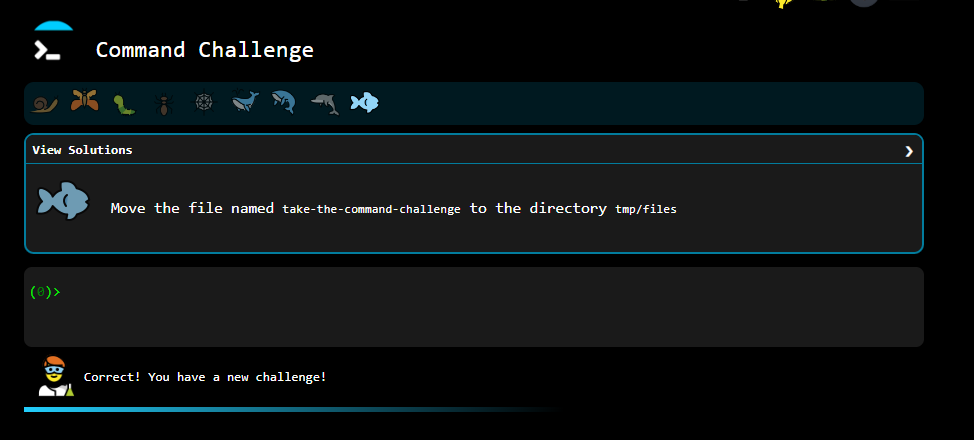 Command Challenge
View Solutions
Move the file named take-the-command-challenge to the directory tmp/files
(0)>
Correct! You have a new challenge!